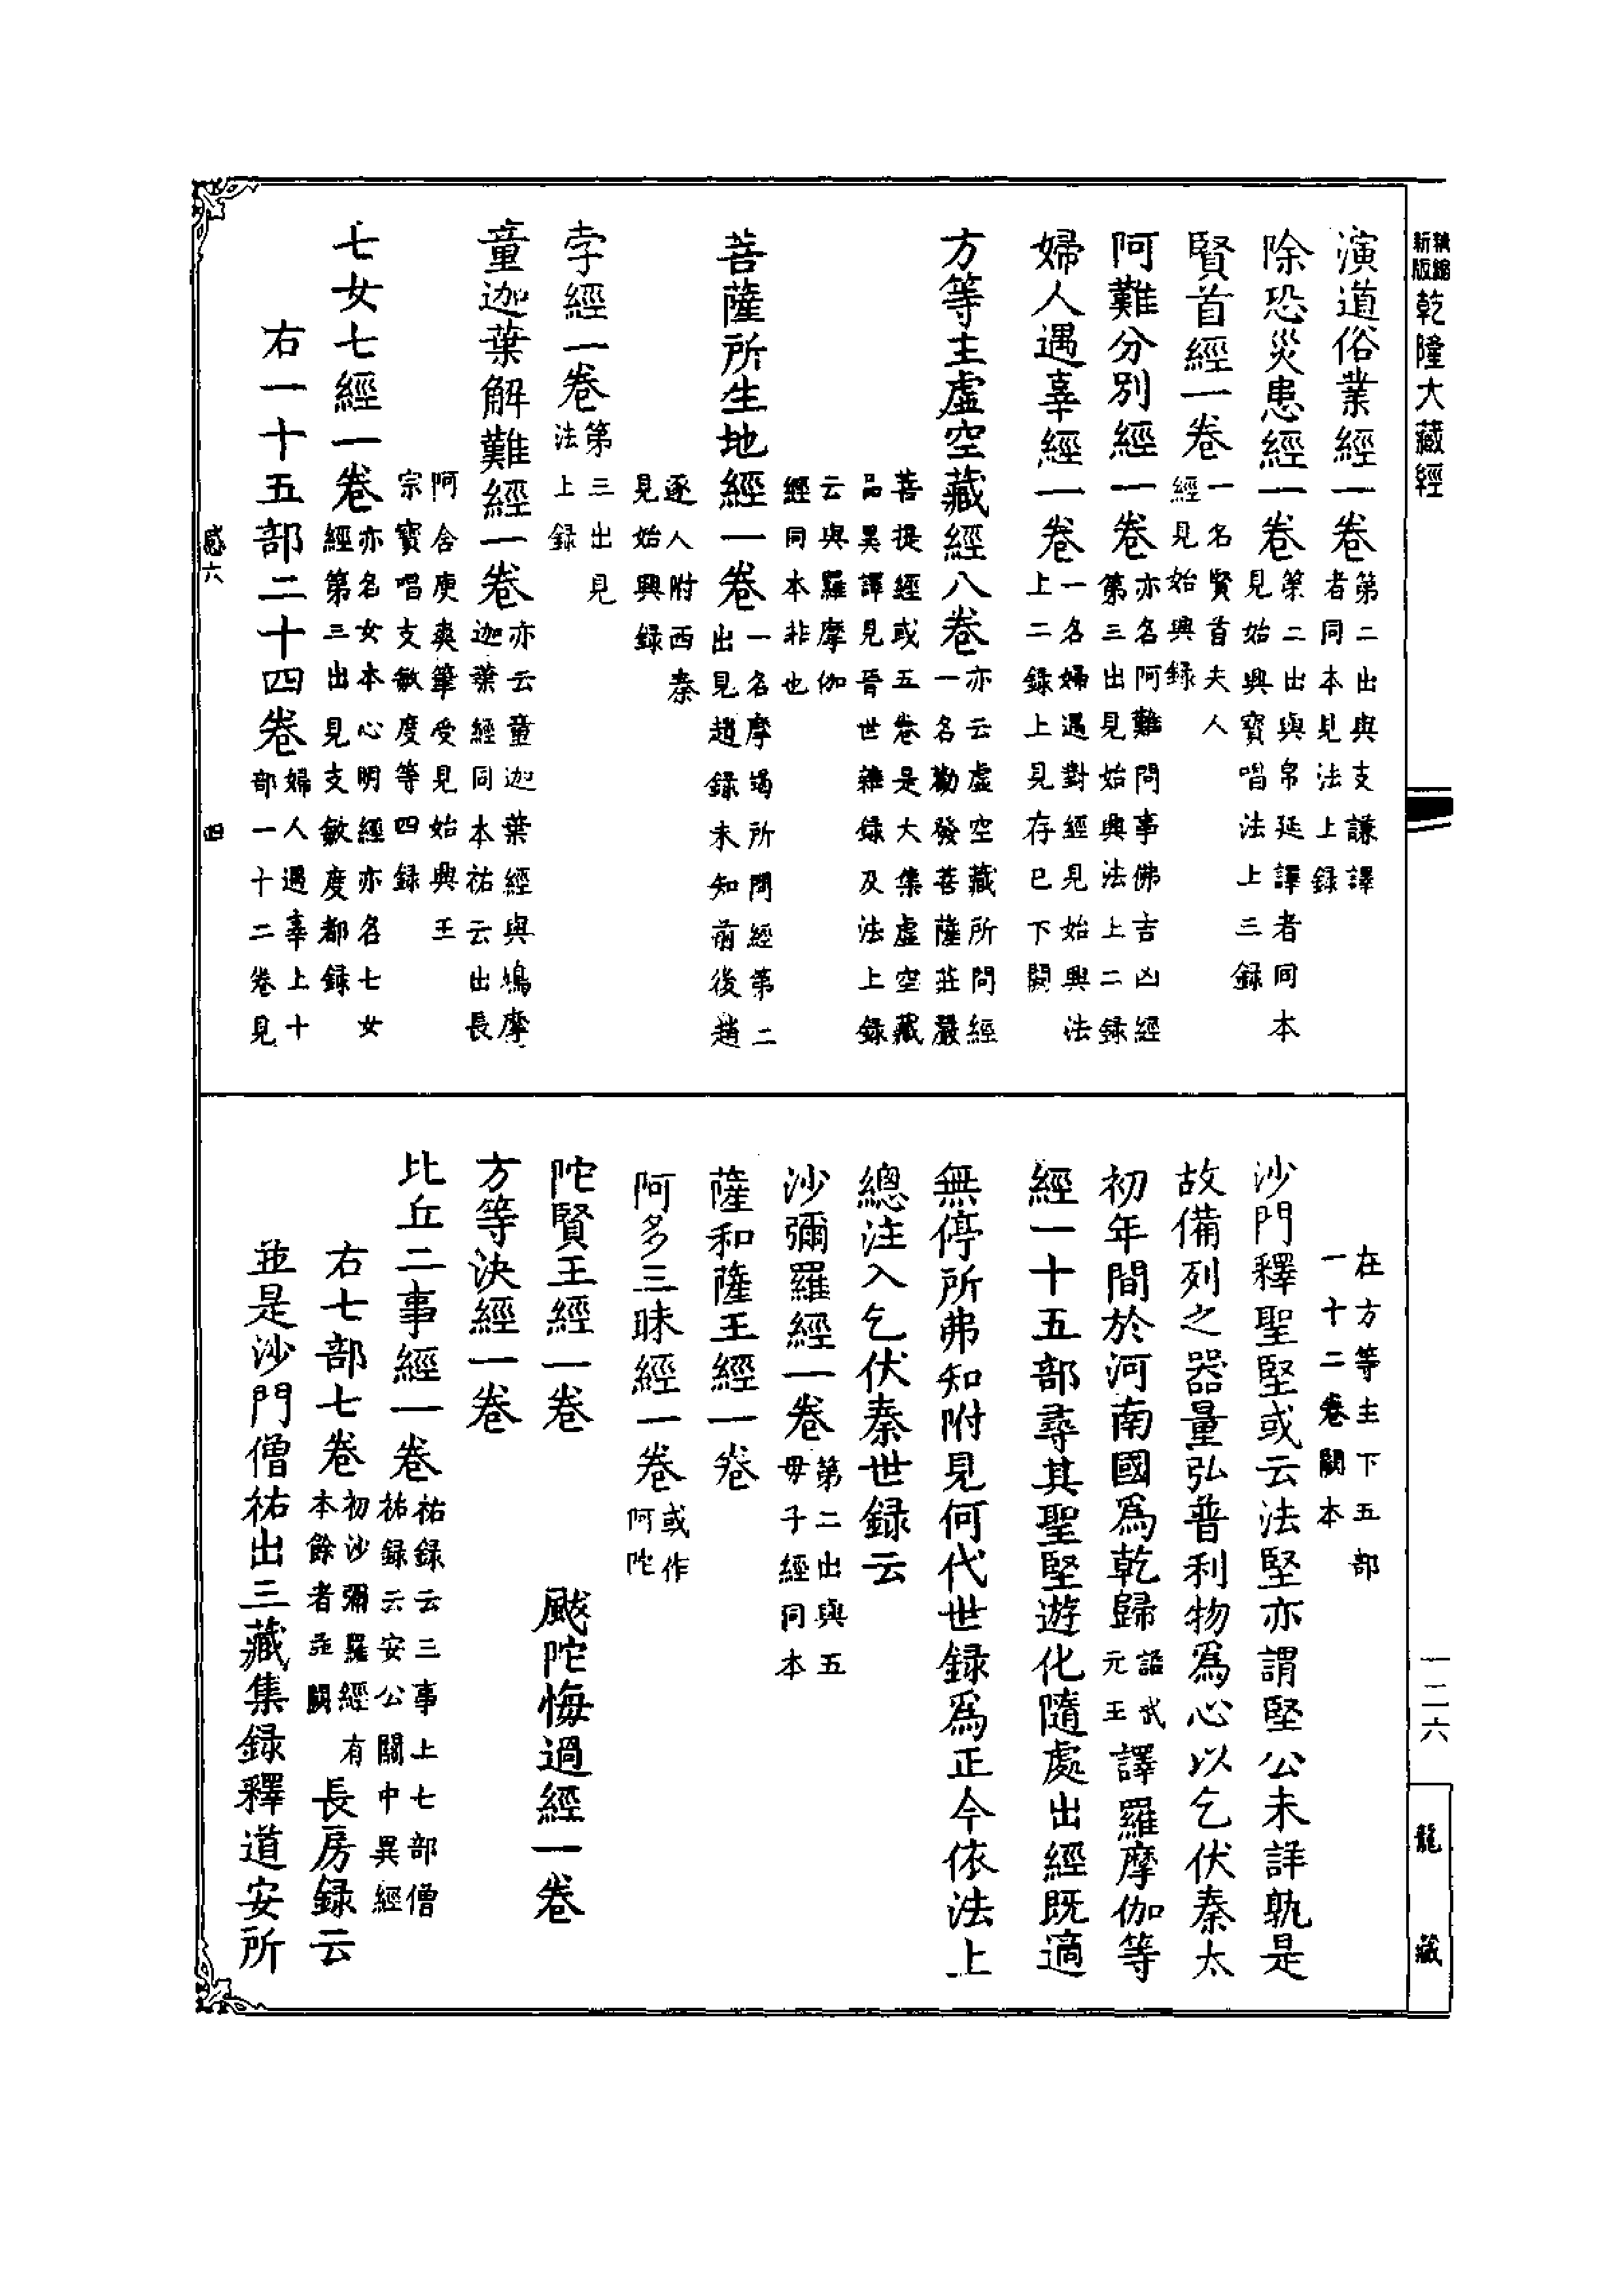 新版精縮 乾隆大藏經
演道俗業經一卷第二出與支謙譯者同本見法上録
除恐災患經一卷第二出與帛延譯者同本見始興寶唱法上三録
賢首經一卷一名賢首夫人經見始興録
阿難分別經一卷亦名阿難問事佛吉凶經第三出見始興法上二録
婦人遇辜經一卷一名婦遇對經見始興法上二録上見存已下闕
方等主虛空藏經八卷亦云虛空藏所問經一名勸發菩薩莊嚴
菩提經或五卷是大集虛空藏品異譯見晉世雜録及法上録
云與羅摩伽經同本非也
菩薩所生地經一卷一名摩竭所問經第二出見趙録未知前後趙
逐人附西秦見始興録
孛經一卷第三出見法上録
童迦葉解難經一卷亦云童迦葉經與鳩摩迦葉經同本祐云出長
阿含庾爽筆受見始興王宗寶唱支敏度等四録
七女七經一卷亦名女本心明經亦名七女經第三出見支敏度都録
右一十五部二十四卷婦人遇辜上十部一十二卷見
感六
四
在方等主下五部一十二卷闕本
沙門釋聖堅或云法堅亦謂堅公未詳孰是
故備列之器量弘普利物爲心以乞伏秦太
初年間於河南國爲乾歸諡武元王譯羅摩伽等
經一十五部尋其聖堅遊化隨處出經既適
無停所弗知附見何代世録爲正今依法上
總注入乞伏秦世録云
沙彌羅經一卷第二出與五母子經同本
薩和薩王經一卷
阿多三昧經一卷或作阿陀
陀賢王經一卷 颰陀悔過經一卷
方等決經一卷
比丘二事經一卷祐録云三事上七部僧祐録云安公關中異經
右七部七卷初沙彌羅經有本餘者並闕長房録云
並是沙門僧祐出三藏集録釋道安所
一二六
龍藏